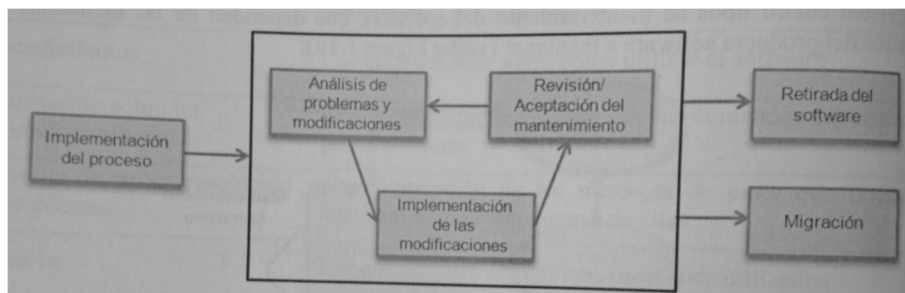 Implementación
del proceso
Análisis de
problemas y
modificaciones
Revisión/
Aceptación del
mantenimiento
Implementación
de las
modificaciones
Retirada del
software
Migración